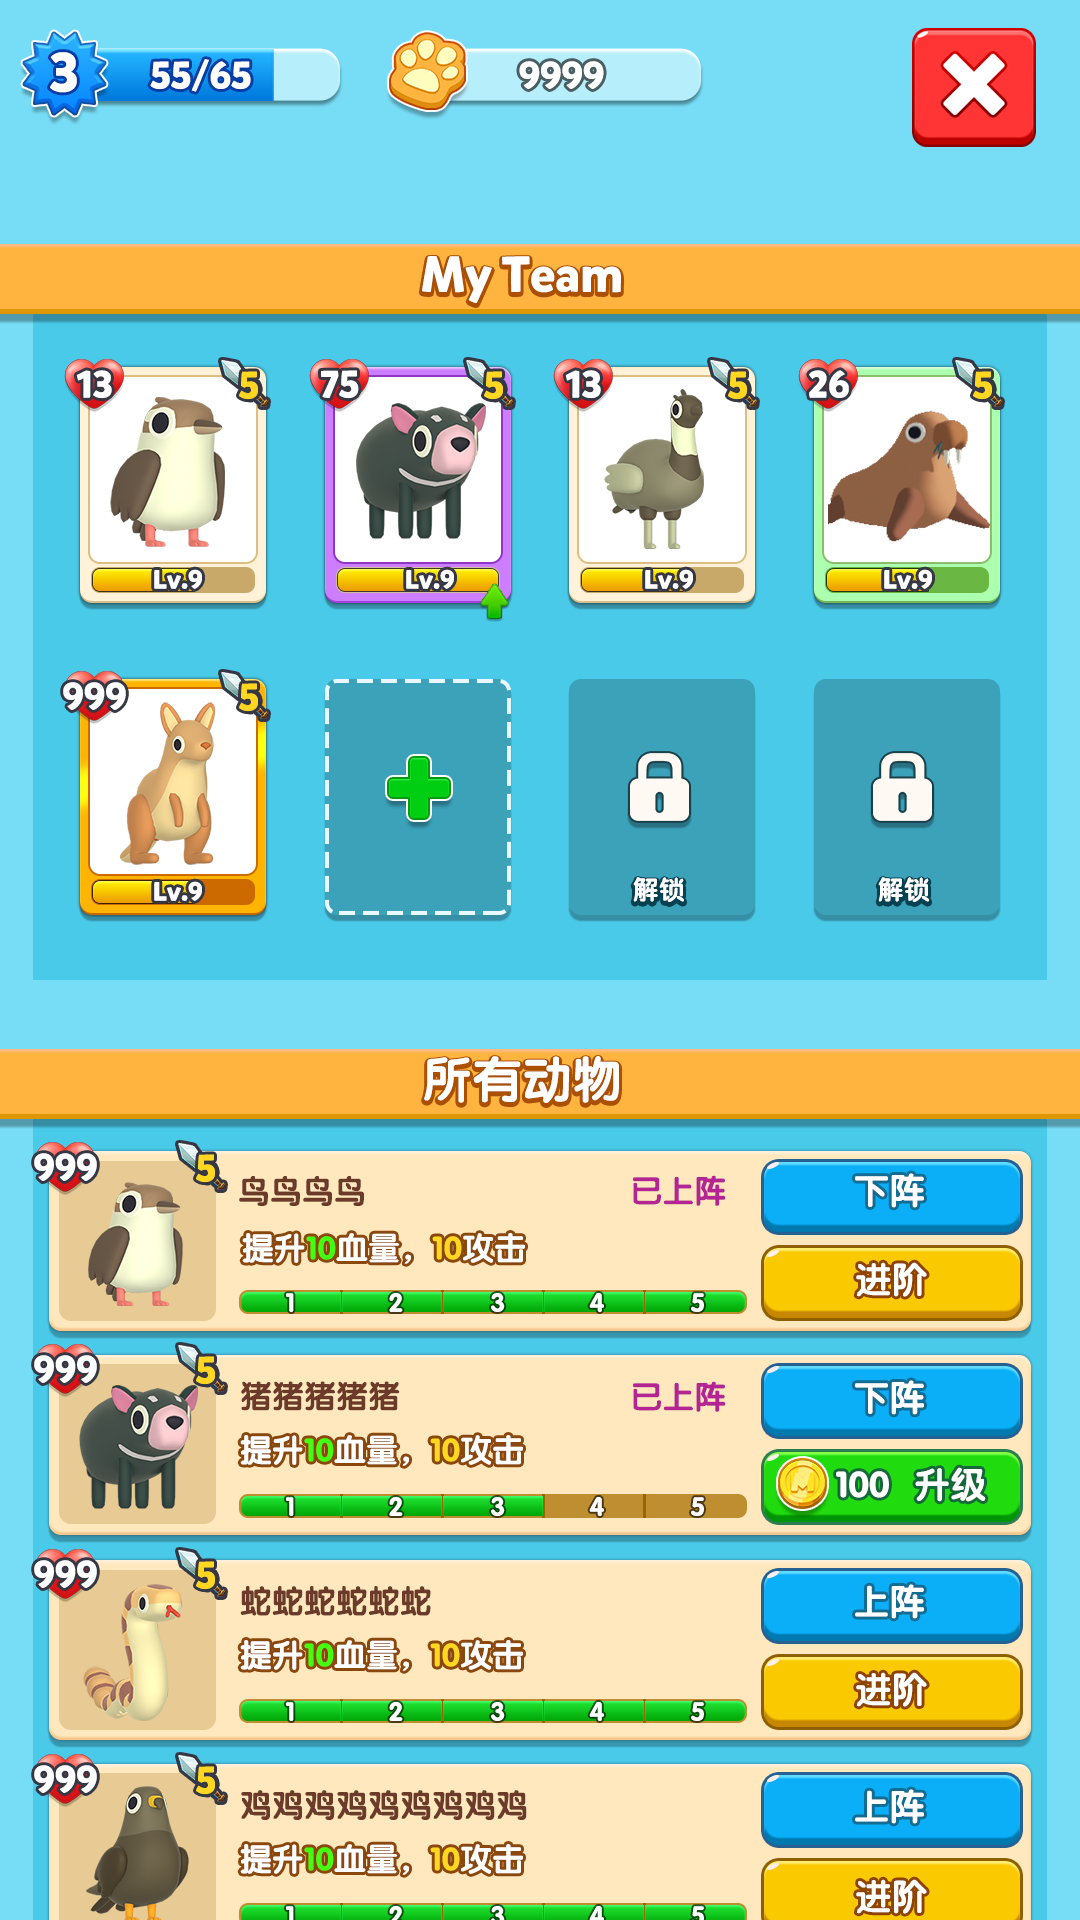 3 55/65 9999
My Team
13 5 75 5 13 5 26 5
Lv.9 Lv.9 Lv.9 Lv.9
999 5
Lv.9 解锁 解锁
所有动物
999 5 鸟鸟鸟鸟 已上阵 下阵
提升10血量，10攻击
进阶
1 2 3 4 5
999 5 猪猪猪猪猪 已上阵 下阵
提升10血量，10攻击
M 100 升级
1 2 3 4 5
999 5 蛇蛇蛇蛇蛇蛇 上阵
提升10血量，10攻击
进阶
1 2 3 4 5
999 5 鸡鸡鸡鸡鸡鸡鸡鸡鸡 上阵
提升10血量，10攻击
进阶
1 2 3 4 5